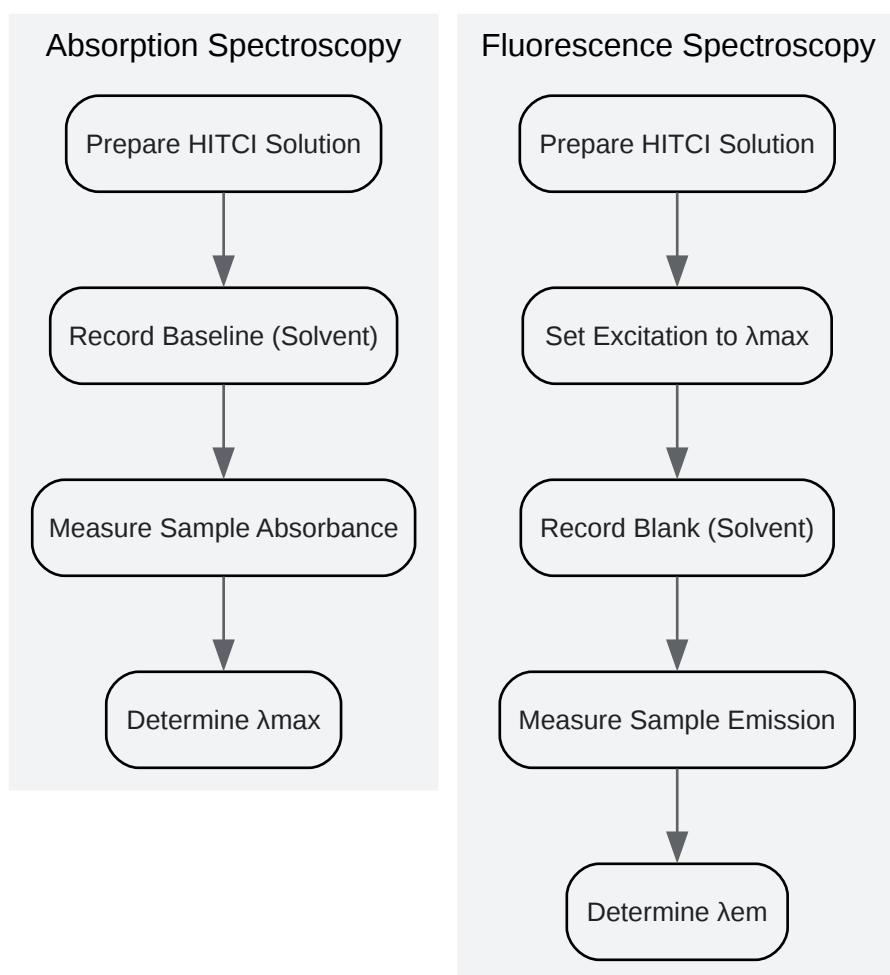 Absorption Spectroscopy
Prepare HITCI Solution
Record Baseline (Solvent)
Measure Sample Absorbance
Determine λmax
Fluorescence Spectroscopy
Prepare HITCI Solution
Set Excitation to λmax
Record Blank (Solvent)
Measure Sample Emission
Determine λem